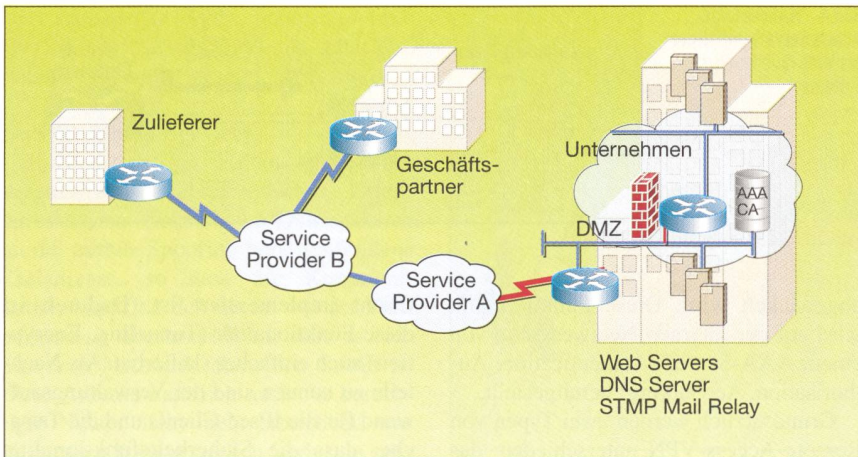 Zulieferer
Geschäfts-
partner
Service
Provider B
Service
Provider A
Unternehmen
AAA
CA
DMZ
Web Servers
DNS Server
STMP Mail Relay